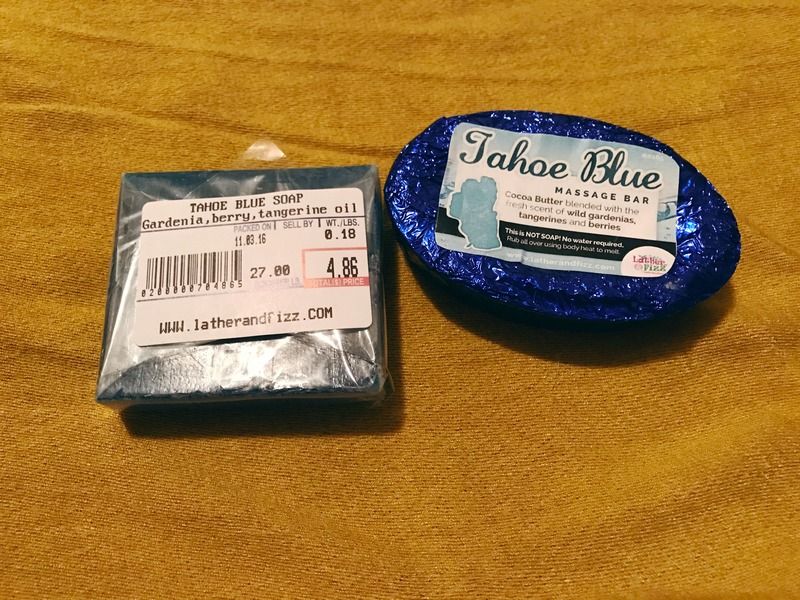 TAHOE BLUE SOAP
Gardenia,berry,tangerine oil
PACKED ON SELL BY WT./LBS.
11.03.16 0.18
27.00 4.86
TOTAL($) PRICE
0200000704865
WWW.latherandfizz.COM
Tahoe Blue
MASSAGE BAR
Cocoa Butter blended with the
fresh scent of wild gardenias,
tangerines and berries
This is NOT SOAP! No water required.
Rub all over using body heat to melt.
www.latherandfizz.com
Lather
& Fizz